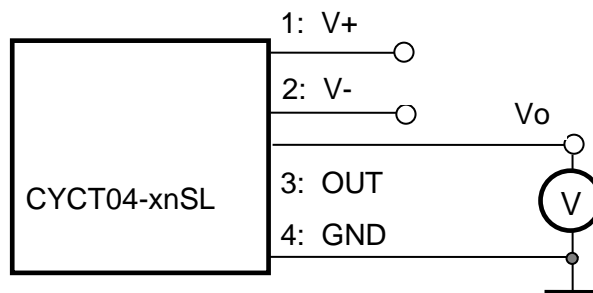 1: V+
2: V-
Vo
3: OUT
CYCT04-xnSL
V
4: GND